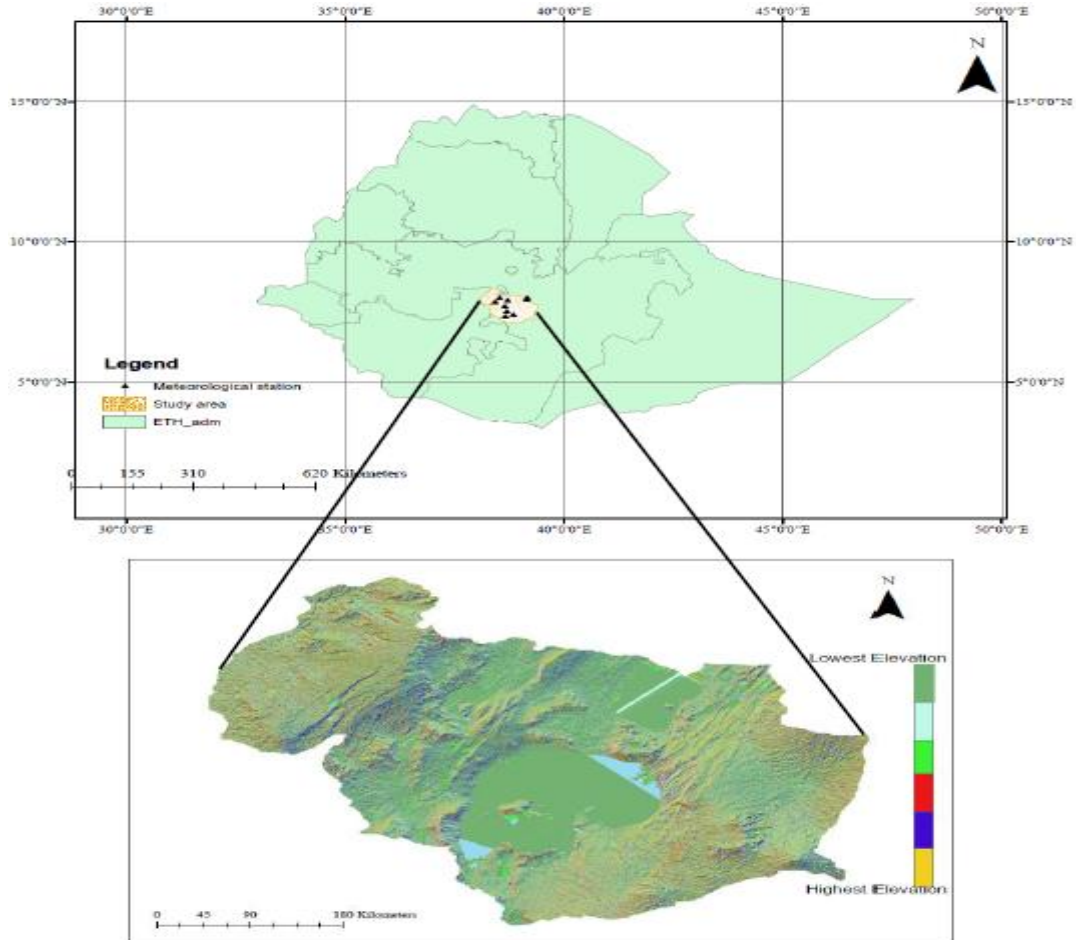 30°0'0"E 35°0'0"E 40°0'0"E 45°0'0"E 50°0'0"E
N
15°0'0"N 15°0'0"N
10°0'0"N 10°0'0"N
5°0'0"N 5°0'0"N
Legend
Meteorological station
Study area
ETH_adm
0 155 310 620 Kilometers
30°0'0"E 35°0'0"E 40°0'0"E 45°0'0"E 50°0'0"E
N
Lowest Elevation
Highest Elevation
0 45 90 180 Kilometers